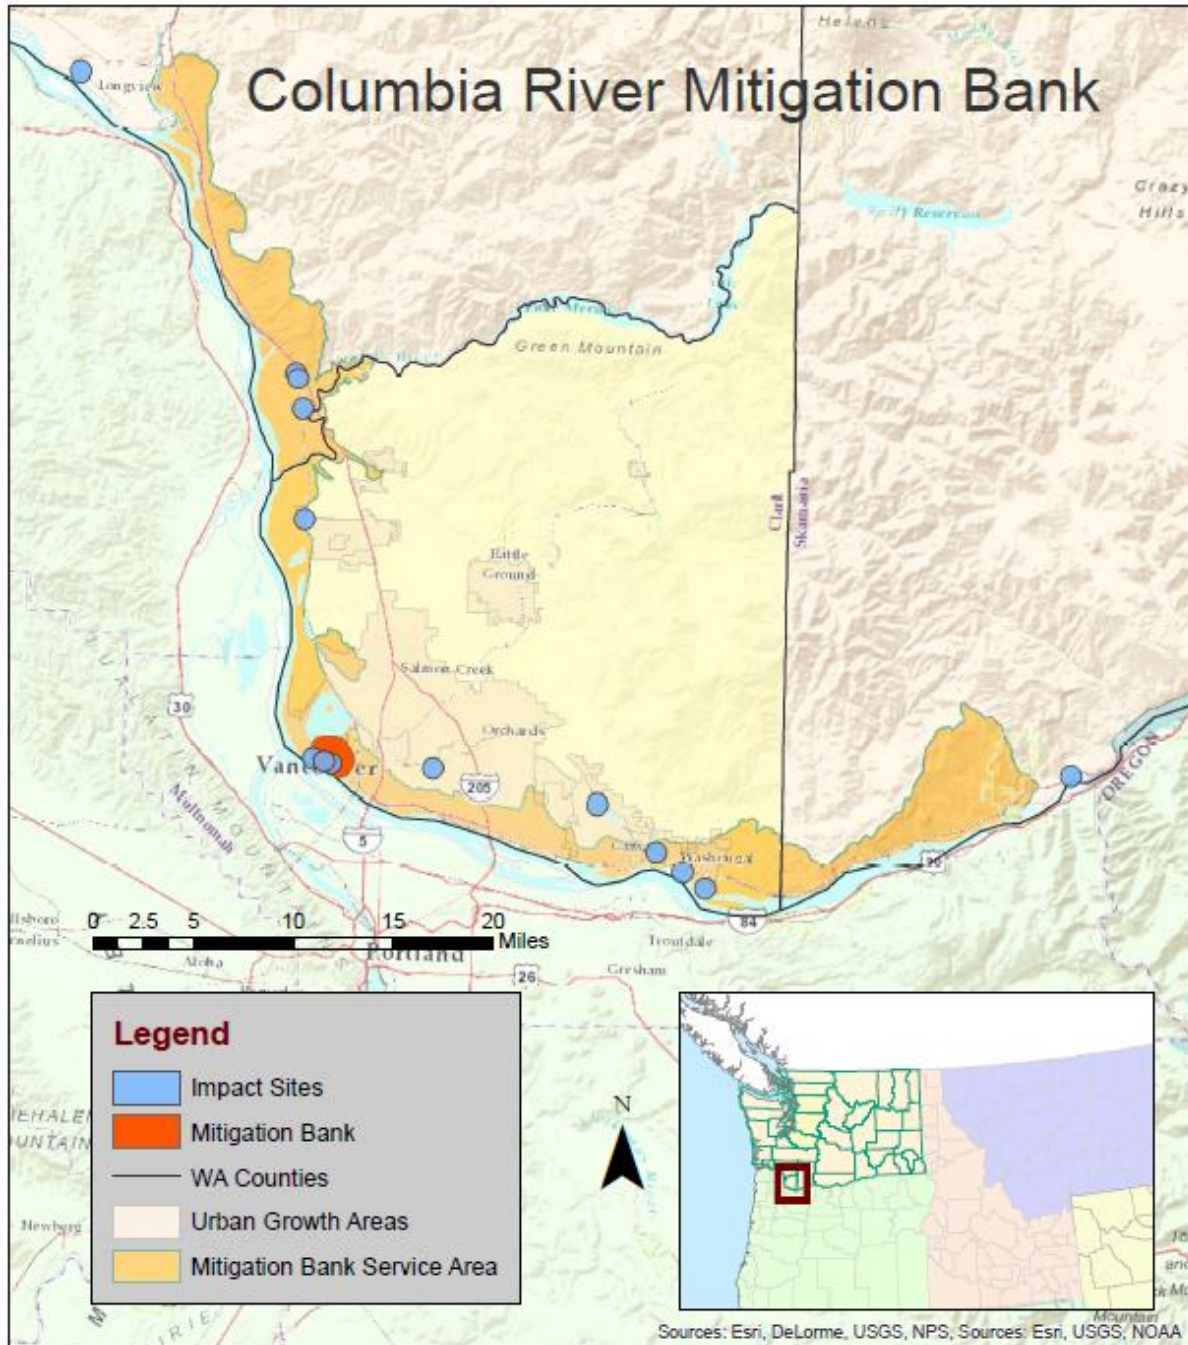 Helens
Longview
Columbia River Mitigation Bank
Crazy
Hills
Swift Reservoir
Green Mountain
Clark
Skamania
Battle
Ground
Salmon Creek
30
Orchards
Vancouver
205
Multnomah
5
OREGON
Washougal
30
84
0 2.5 5 10 15 20
Miles
Troutdale
Portland
Aloha
26
Gresham
Legend
Impact Sites
Mitigation Bank
WA Counties
Urban Growth Areas
Mitigation Bank Service Area
N
Newberg
Mountain
Sources: Esri, DeLorme, USGS, NPS, Sources: Esri, USGS, NOAA